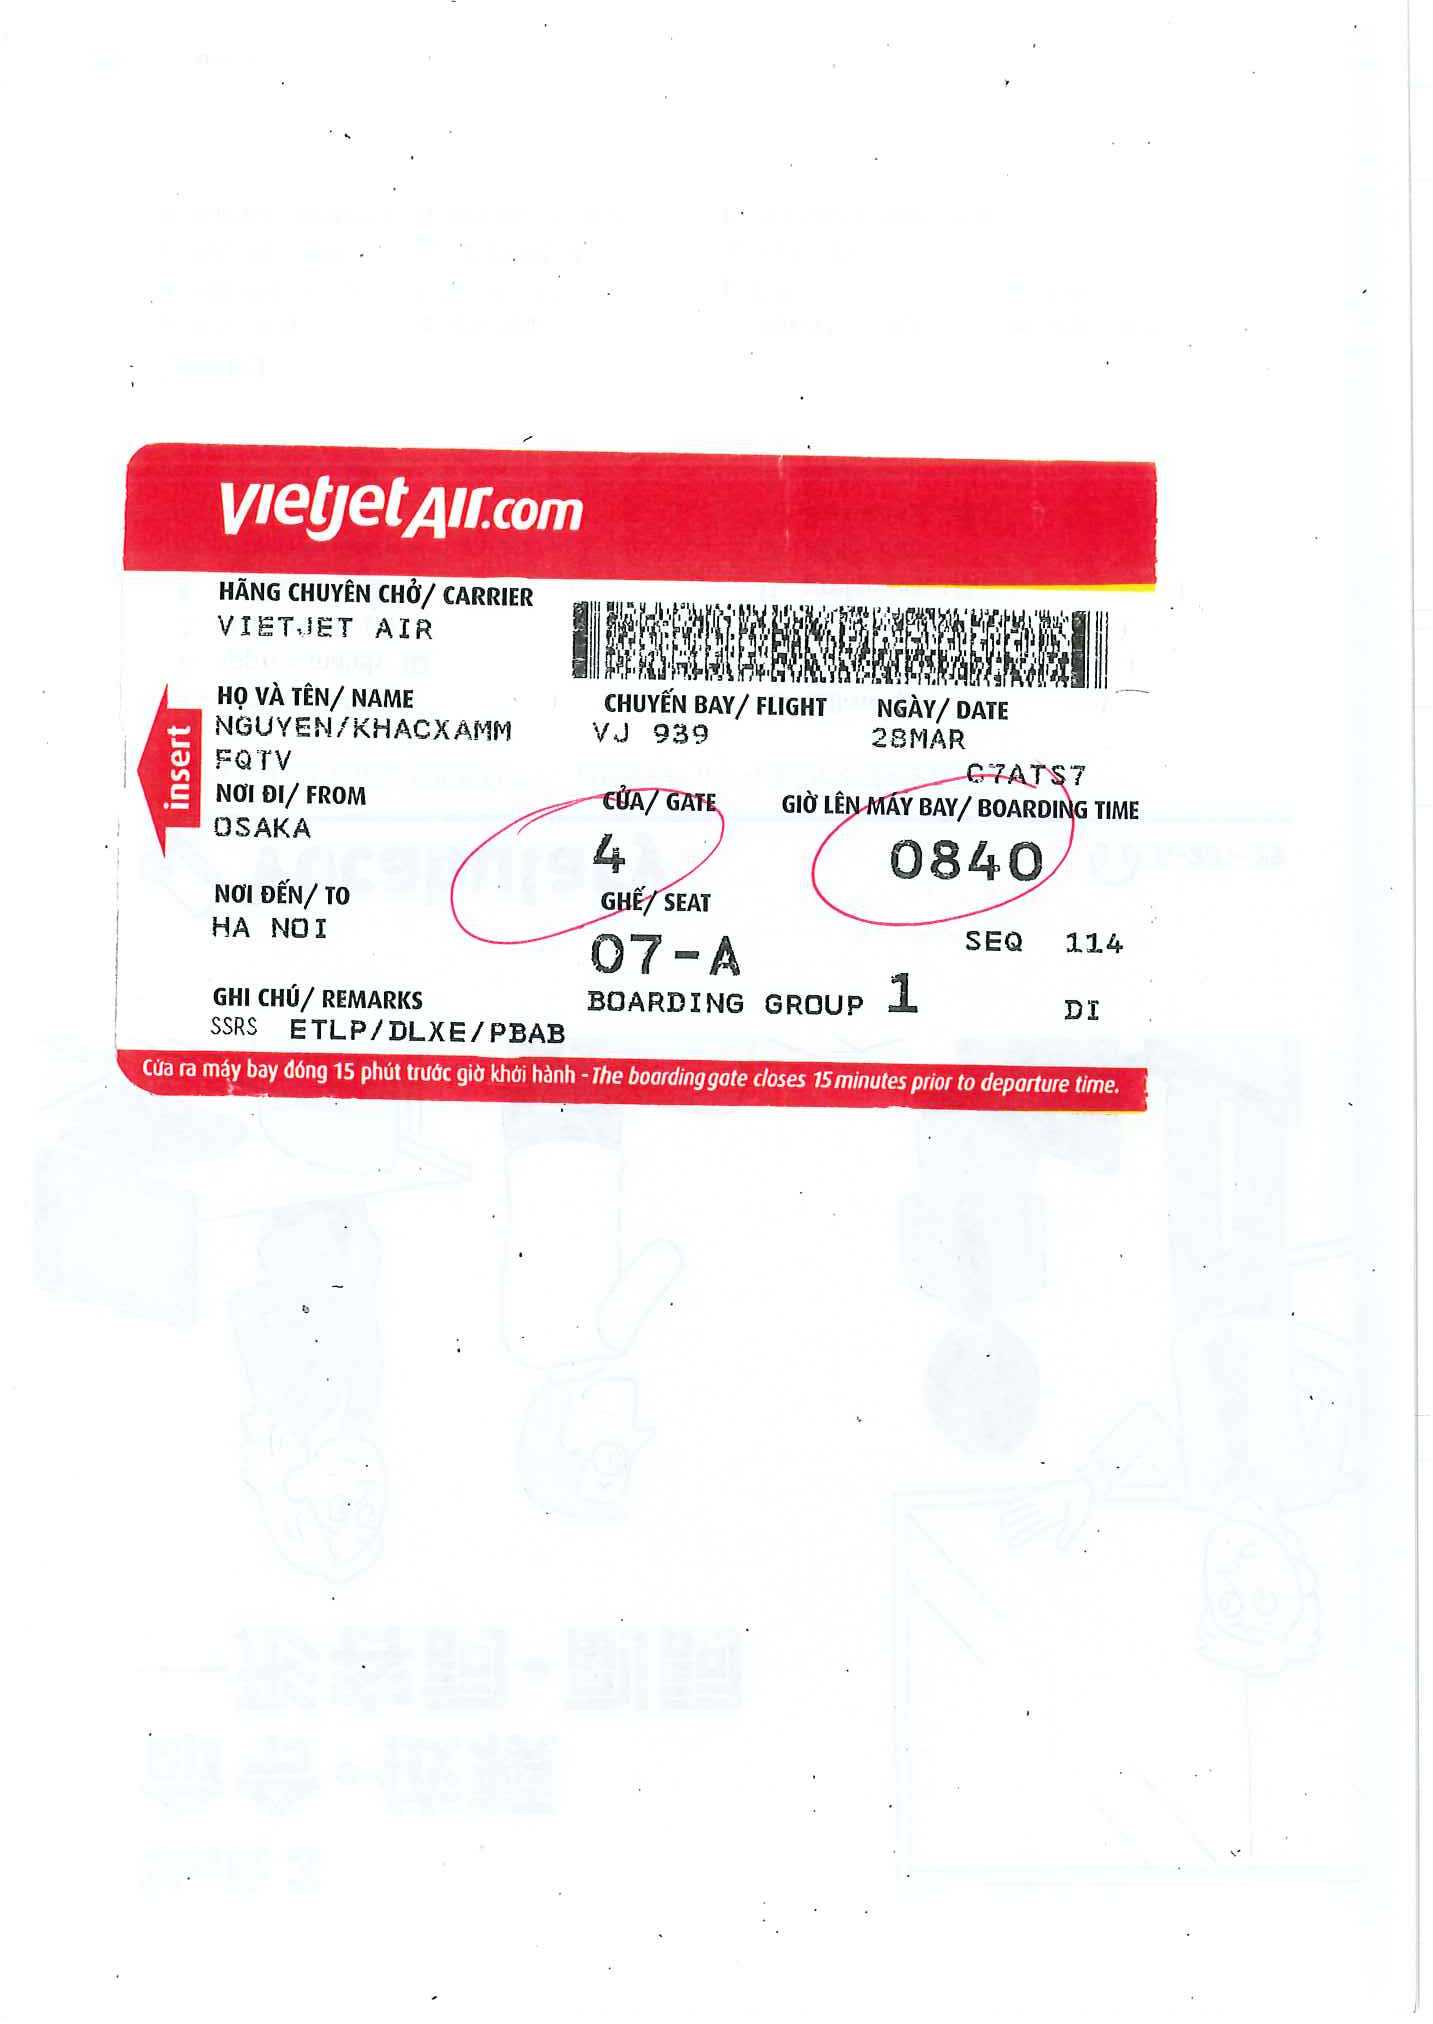 vietjetAir.com
HÃNG CHUYÊN CHỞ/ CARRIER
VIETJET AIR
HỌ VÀ TÊN/ NAME
NGUYEN/KHACXAMM
FQTV
CHUYẾN BAY/ FLIGHT
VJ 939
NGÀY/ DATE
28MAR
G7ATS7
insert
NƠI ĐI/ FROM
OSAKA
CỬA/ GATE
4
GIỜ LÊN MÁY BAY/ BOARDING TIME
0840
NƠI ĐẾN/ TO
HA NOI
GHẾ/ SEAT
07-A
SEQ 114
BOARDING GROUP 1
DI
GHI CHÚ/ REMARKS
SSRS ETLP/DLXE/PBAB
Cửa ra máy bay đóng 15 phút trước giờ khởi hành - The boarding gate closes 15 minutes prior to departure time.